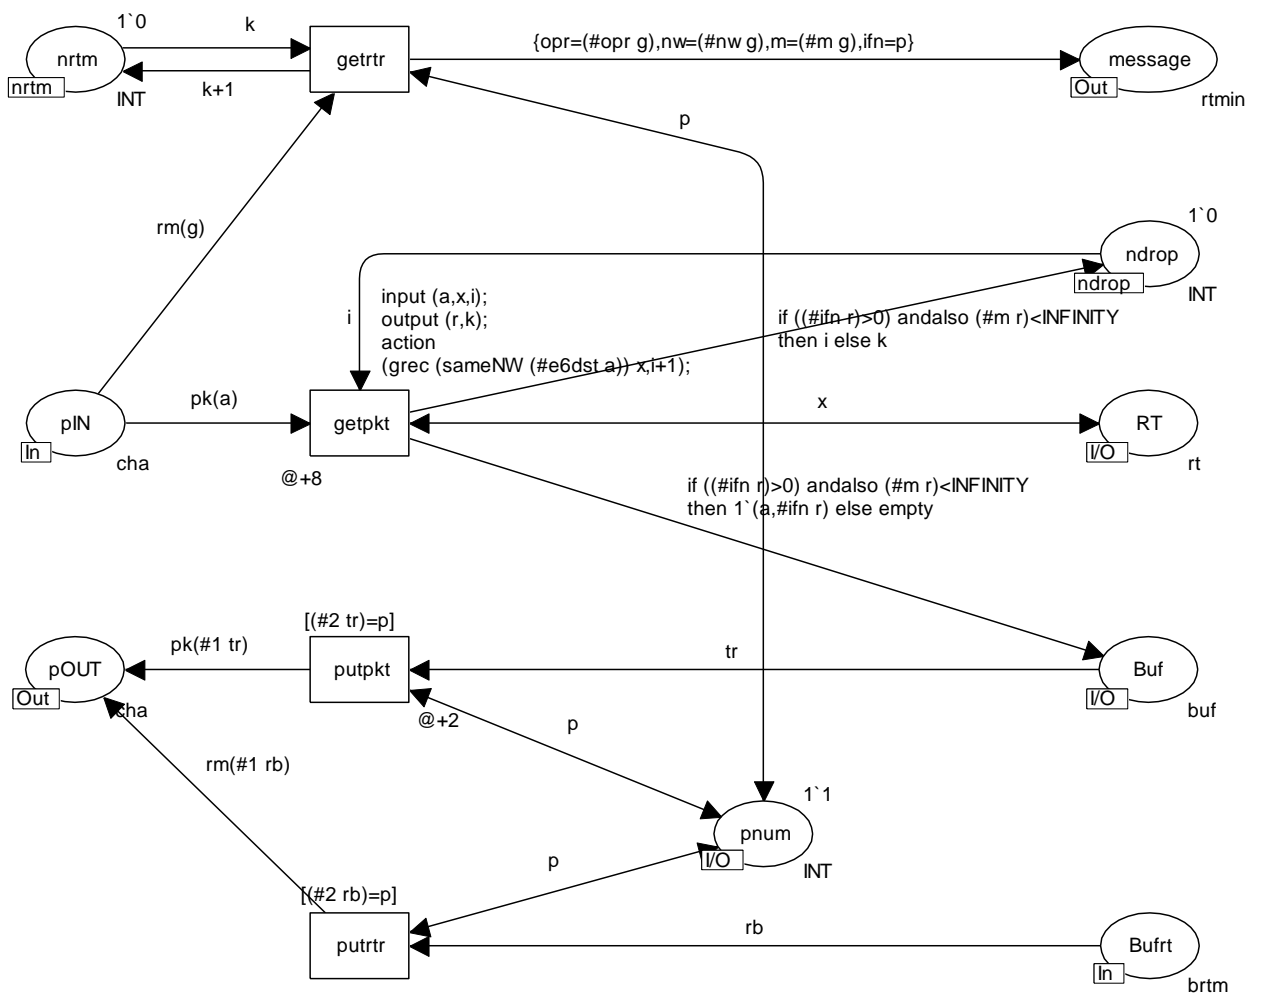 1`0
k
nrtm
nrtm
INT
k+1
getrtr
{opr=(#opr g),nw=(#nw g),m=(#m g),ifn=p}
message
Out
rtmin
p
rm(g)
1`0
ndrop
ndrop
INT
i
input (a,x,i);
output (r,k);
action
(grec (sameNW (#e6dst a)) x,i+1);
if ((#ifn r)>0) andalso (#m r)<INFINITY
then i else k
pIN
In
cha
pk(a)
getpkt
@+8
x
RT
I/O
rt
if ((#ifn r)>0) andalso (#m r)<INFINITY
then 1`(a,#ifn r) else empty
[(#2 tr)=p]
pOUT
Out
cha
pk(#1 tr)
putpkt
@+2
tr
Buf
I/O
buf
p
rm(#1 rb)
1`1
pnum
I/O
INT
p
[(#2 rb)=p]
putrtr
rb
Bufrt
In
brtm